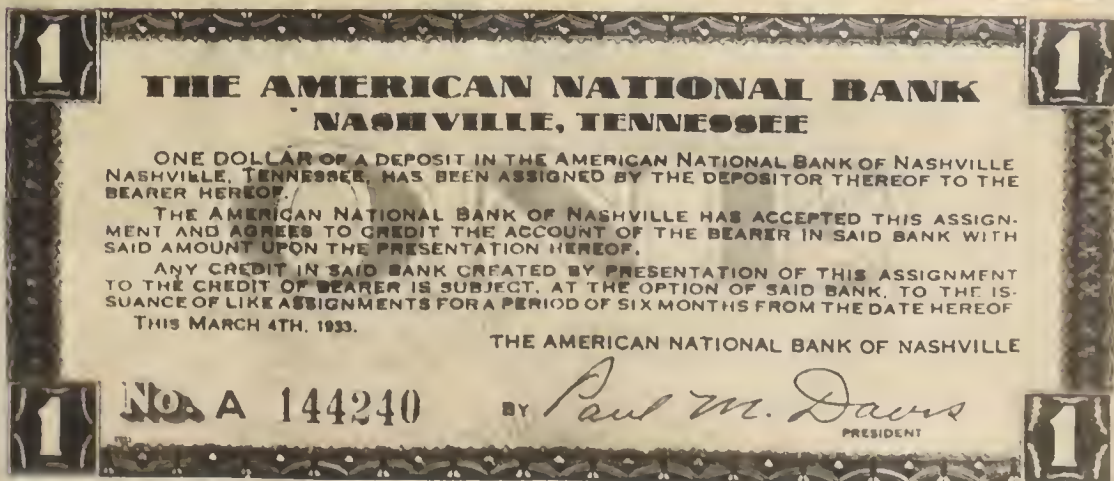 1 1
THE AMERICAN NATIONAL BANK
NASHVILLE, TENNESSEE
ONE
ONE DOLLAR OF A DEPOSIT IN THE AMERICAN NATIONAL BANK OF NASHVILLE
NASHVILLE, TENNESSEE, HAS BEEN ASSIGNED BY THE DEPOSITOR THEREOF TO THE
BEARER HEREOF.
THE AMERICAN NATIONAL BANK OF NASHVILLE HAS ACCEPTED THIS ASSIGN-
MENT AND AGREES TO CREDIT THE ACCOUNT OF THE BEARER IN SAID BANK WITH
SAID AMOUNT UPON THE PRESENTATION HEREOF.
ANY CREDIT IN SAID BANK CREATED BY PRESENTATION OF THIS ASSIGNMENT
TO THE CREDIT OF BEARER IS SUBJECT, AT THE OPTION OF SAID BANK, TO THE IS-
SUANCE OF LIKE ASSIGNMENTS FOR A PERIOD OF SIX MONTHS FROM THE DATE HEREOF
THIS MARCH 4TH, 1933.
THE AMERICAN NATIONAL BANK OF NASHVILLE
No. A 144240 BY Paul M. Davis
PRESIDENT
1 1